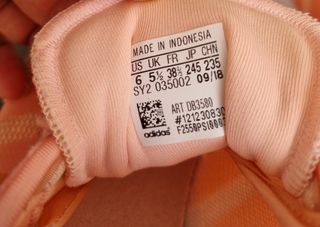 MADE IN INDONESIA
US UK FR JP CHN
6 5½ 38⅔ 245 235
SY2 035002 09/18
ART DB3580
#121230830
adidas